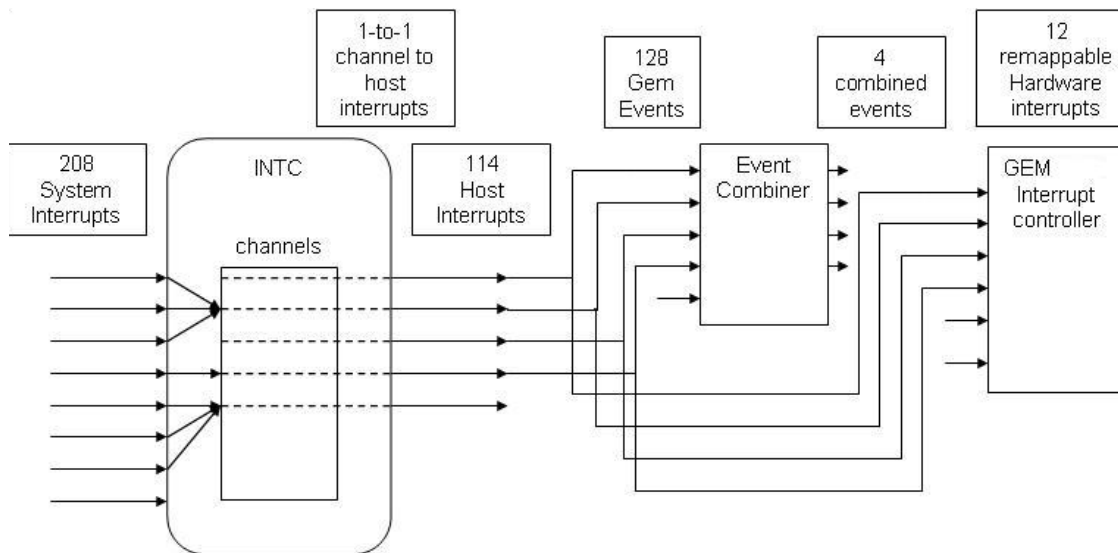 1-to-1
channel to
host
interrupts
128
Gem
Events
4
combined
events
12
remappable
Hardware
interrupts
208
System
Interrupts
INTC
114
Host
Interrupts
Event
Combiner
GEM
Interrupt
controller
channels